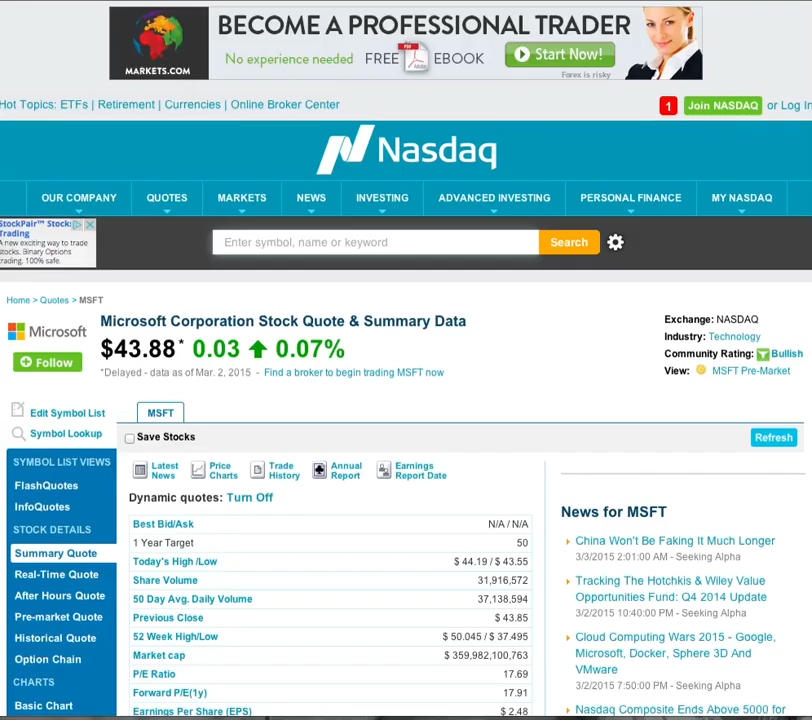 BECOME A PROFESSIONAL TRADER
No experience needed FREE PDF Adobe EBOOK Start Now!
MARKETS.COM
Forex is risky
Hot Topics: ETFs | Retirement | Currencies | Online Broker Center
1 Join NASDAQ or Log In
Nasdaq
OUR COMPANY QUOTES MARKETS NEWS INVESTING ADVANCED INVESTING PERSONAL FINANCE MY NASDAQ
StockPair™ Stock
Trading
A new exciting way to trade
stocks. Binary Options
trading. 100% safe.
Enter symbol, name or keyword Search
Home > Quotes > MSFT
Microsoft
Follow
Microsoft Corporation Stock Quote & Summary Data
$43.88* 0.03 0.07%
*Delayed - data as of Mar. 2, 2015 - Find a broker to begin trading MSFT now
Exchange: NASDAQ
Industry: Technology
Community Rating: Bullish
View: MSFT Pre-Market
Edit Symbol List
Symbol Lookup
SYMBOL LIST VIEWS
FlashQuotes
InfoQuotes
STOCK DETAILS
Summary Quote
Real-Time Quote
After Hours Quote
Pre-market Quote
Historical Quote
Option Chain
CHARTS
Basic Chart
MSFT
Save Stocks Refresh
Latest News
Price Charts
Trade History
Annual Report
Earnings Report Date
Dynamic quotes: Turn Off
Best Bid/Ask N/A / N/A
1 Year Target 50
Today's High /Low $ 44.19 / $ 43.55
Share Volume 31,916,572
50 Day Avg. Daily Volume 37,138,594
Previous Close $ 43.85
52 Week High/Low $ 50.045 / $ 37.495
Market cap $ 359,982,100,763
P/E Ratio 17.69
Forward P/E(1y) 17.91
Earnings Per Share (EPS) $ 2.48
News for MSFT
China Won't Be Faking It Much Longer
3/3/2015 2:01:00 AM - Seeking Alpha
Tracking The Hotchkis & Wiley Value
Opportunities Fund: Q4 2014 Update
3/2/2015 10:40:00 PM - Seeking Alpha
Cloud Computing Wars 2015 - Google,
Microsoft, Docker, Sphere 3D And
VMware
3/2/2015 7:50:00 PM - Seeking Alpha
Nasdaq Composite Ends Above 5000 for